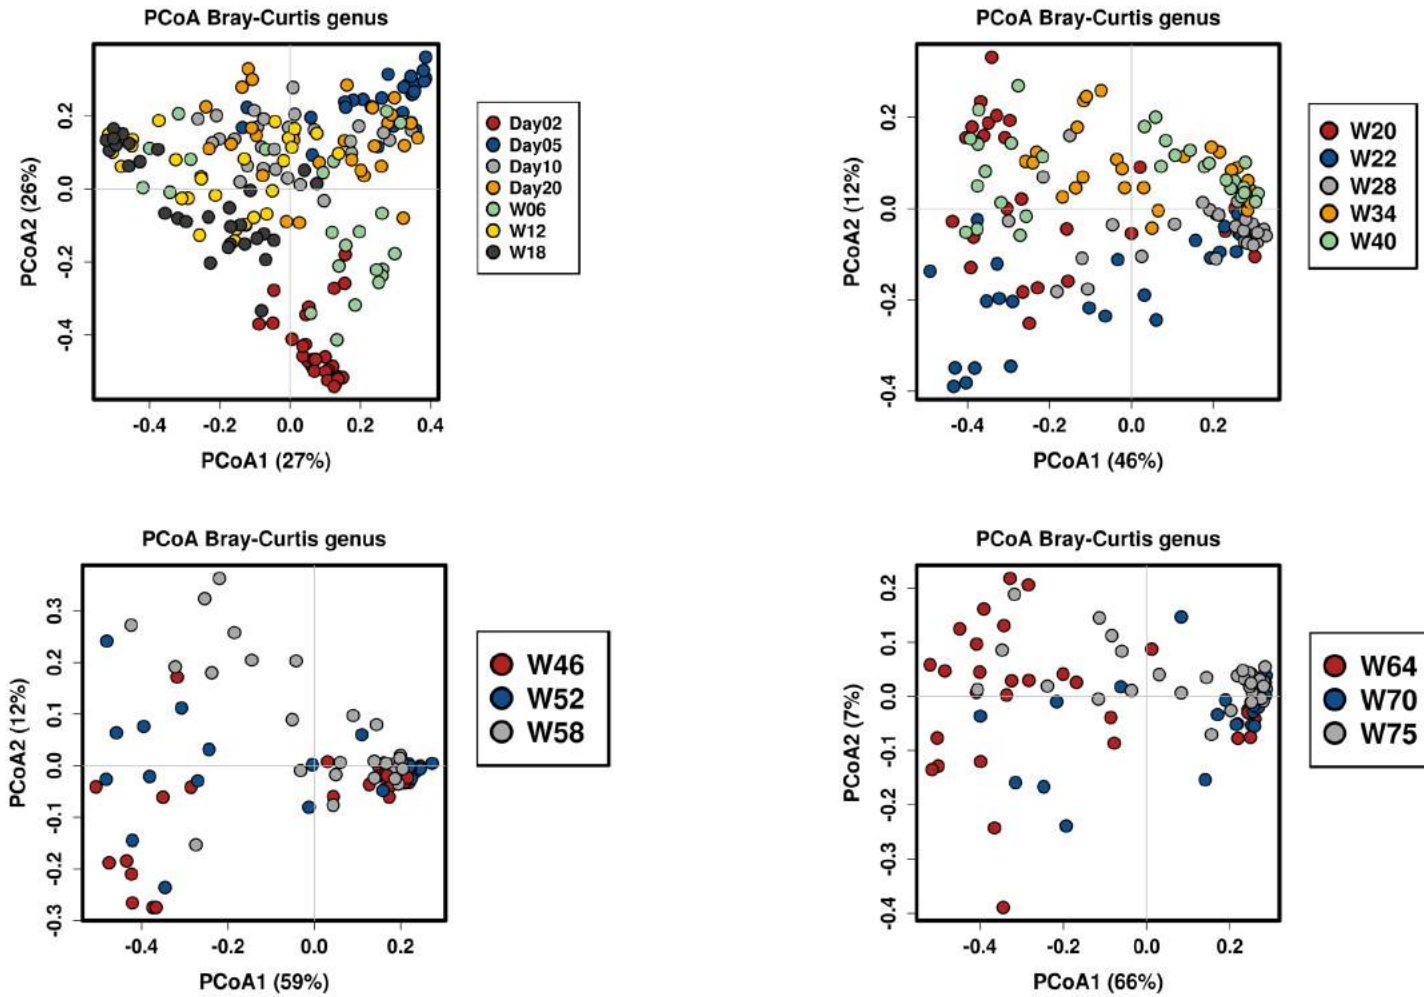 PCoA Bray-Curtis genus
PCoA2 (26%)
0.2
0.0
-0.2
-0.4
-0.4 -0.2 0.0 0.2 0.4
PCoA1 (27%)
Day02
Day05
Day10
Day20
W06
W12
W18
PCoA Bray-Curtis genus
PCoA2 (12%)
0.2
0.0
-0.2
-0.4
-0.4 -0.2 0.0 0.2
PCoA1 (46%)
W20
W22
W28
W34
W40
PCoA Bray-Curtis genus
PCoA2 (12%)
0.3
0.2
0.1
0.0
-0.1
-0.2
-0.3
-0.4 -0.2 0.0 0.2
PCoA1 (59%)
W46
W52
W58
PCoA Bray-Curtis genus
PCoA2 (7%)
0.2
0.1
0.0
-0.1
-0.2
-0.3
-0.4
-0.4 -0.2 0.0 0.2
PCoA1 (66%)
W64
W70
W75